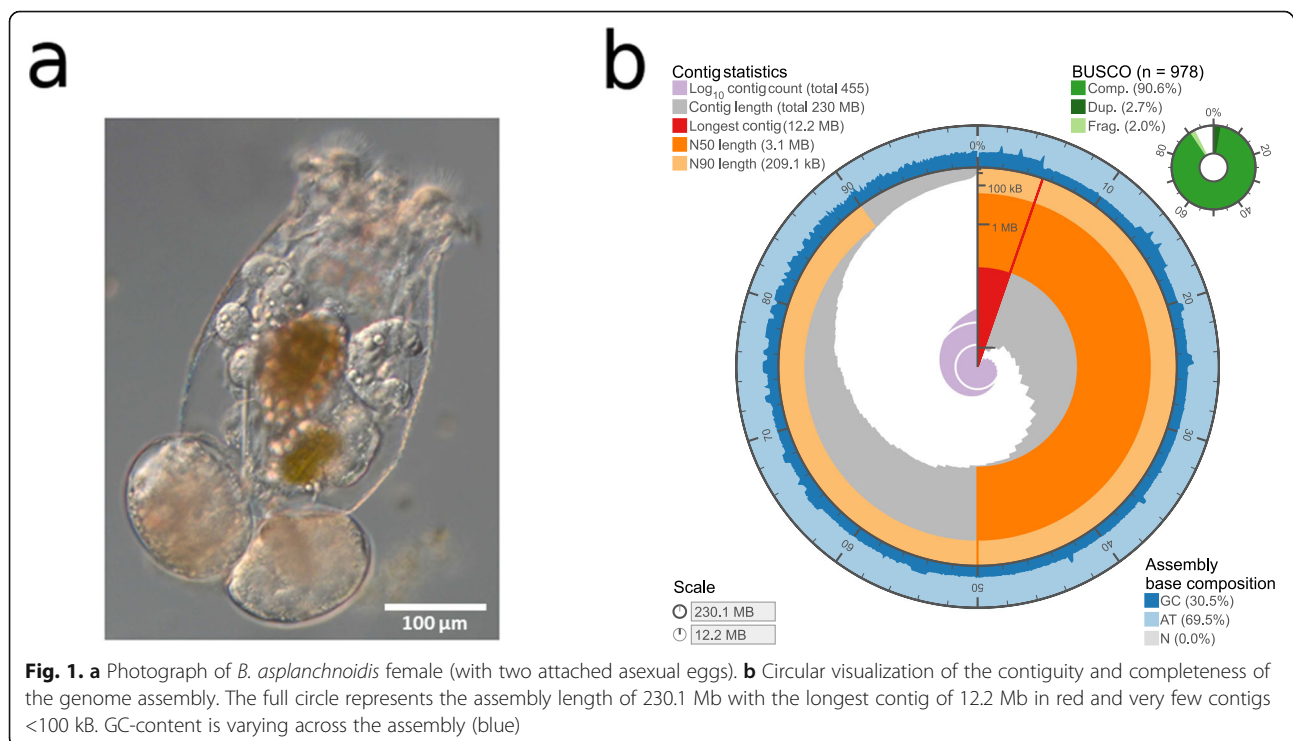 a
100 µm
b
Contig statistics
Log10 contig count (total 455)
Contig length (total 230 MB)
Longest contig (12.2 MB)
N50 length (3.1 MB)
N90 length (209.1 kB)
BUSCO (n = 978)
Comp. (90.6%)
Dup. (2.7%)
Frag. (2.0%)
0%
20
40
60
80
0%
10
20
30
40
50
60
70
80
90
100 kB
1 MB
Scale
230.1 MB
12.2 MB
Assembly
base composition
GC (30.5%)
AT (69.5%)
N (0.0%)
Fig. 1. a Photograph of B. asplanchnoidis female (with two attached asexual eggs). b Circular visualization of the contiguity and completeness of
the genome assembly. The full circle represents the assembly length of 230.1 Mb with the longest contig of 12.2 Mb in red and very few contigs
<100 kB. GC-content is varying across the assembly (blue)